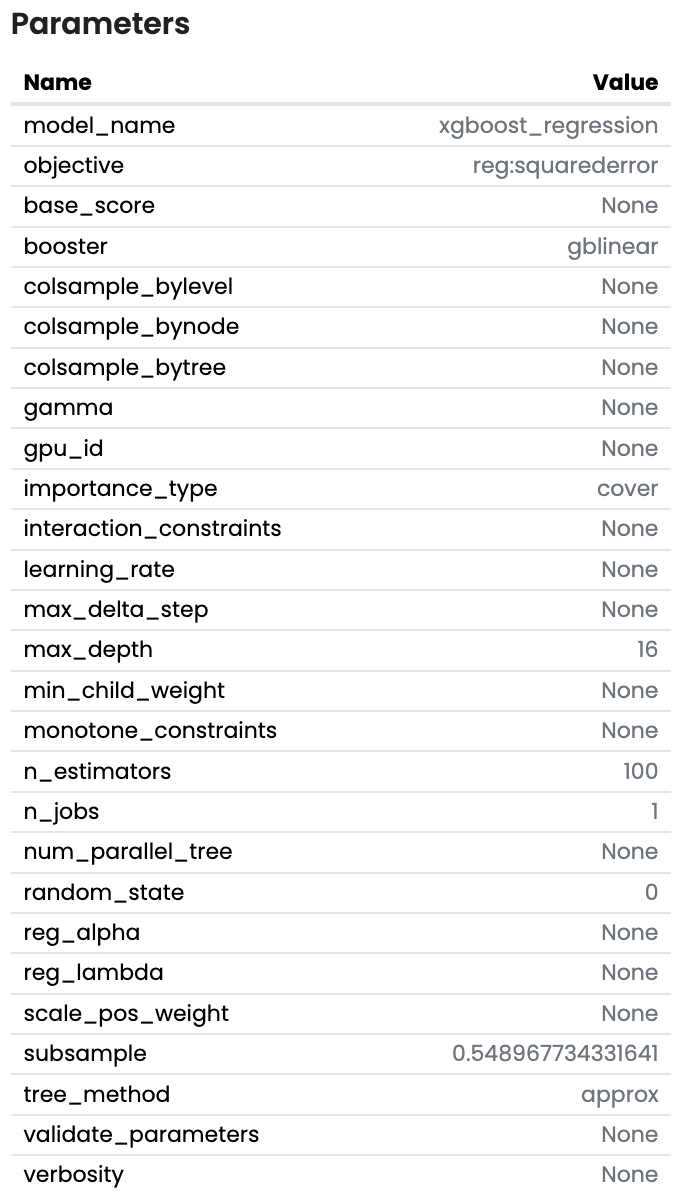 Parameters
Name Value
model_name xgboost_regression
objective reg:squarederror
base_score None
booster gblinear
colsample_bylevel None
colsample_bynode None
colsample_bytree None
gamma None
gpu_id None
importance_type cover
interaction_constraints None
learning_rate None
max_delta_step None
max_depth 16
min_child_weight None
monotone_constraints None
n_estimators 100
n_jobs 1
num_parallel_tree None
random_state 0
reg_alpha None
reg_lambda None
scale_pos_weight None
subsample 0.548967734331641
tree_method approx
validate_parameters None
verbosity None